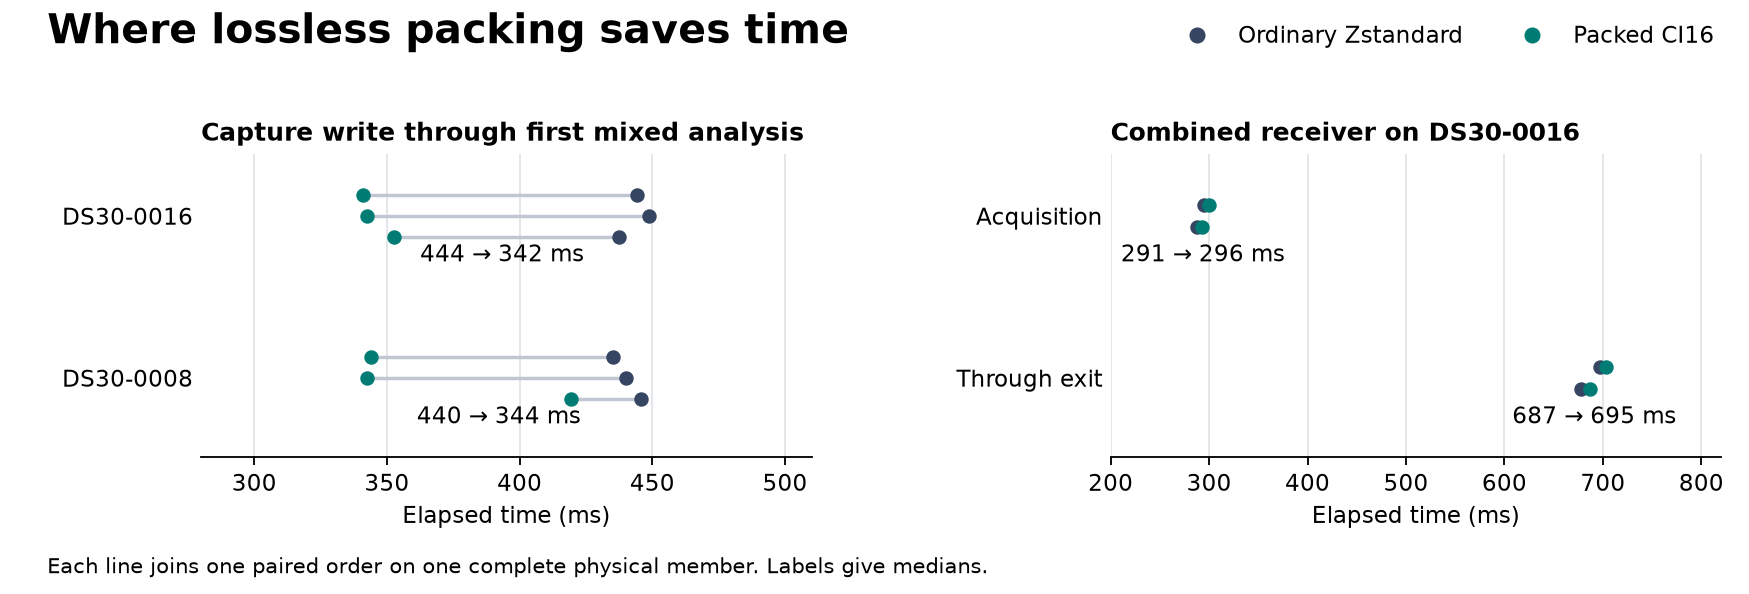 Where lossless packing saves time
Ordinary Zstandard
Packed CI16
Capture write through first mixed analysis
DS30-0016
444 → 342 ms
DS30-0008
440 → 344 ms
300 350 400 450 500
Elapsed time (ms)
Combined receiver on DS30-0016
Acquisition
291 → 296 ms
Through exit
687 → 695 ms
200 300 400 500 600 700 800
Elapsed time (ms)
Each line joins one paired order on one complete physical member. Labels give medians.